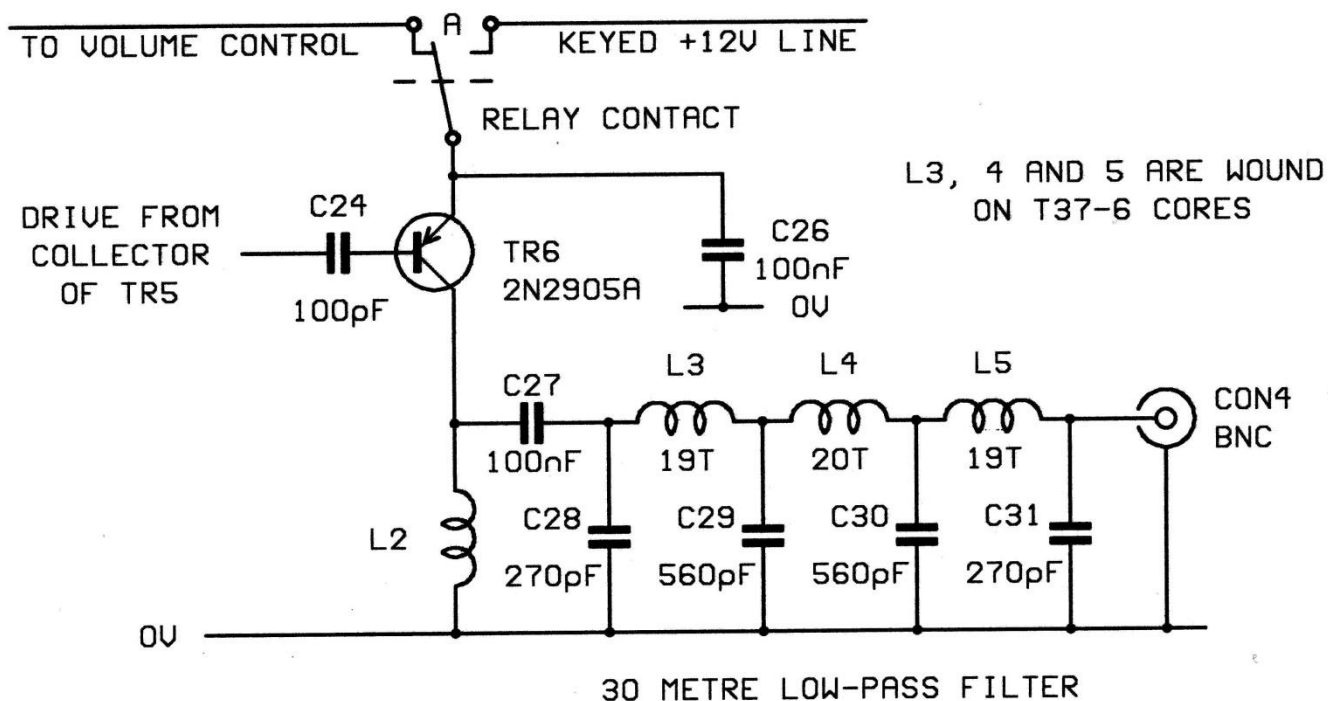 A
TO VOLUME CONTROL
KEYED +12V LINE
RELAY CONTACT
L3, 4 AND 5 ARE WOUND
ON T37-6 CORES
DRIVE FROM
COLLECTOR
OF TR5
C24
100pF
TR6
2N2905A
C26
100nF
0V
C27
100nF
L3
19T
L4
20T
L5
19T
CON4
BNC
L2
C28
270pF
C29
560pF
C30
560pF
C31
270pF
0V
30 METRE LOW-PASS FILTER